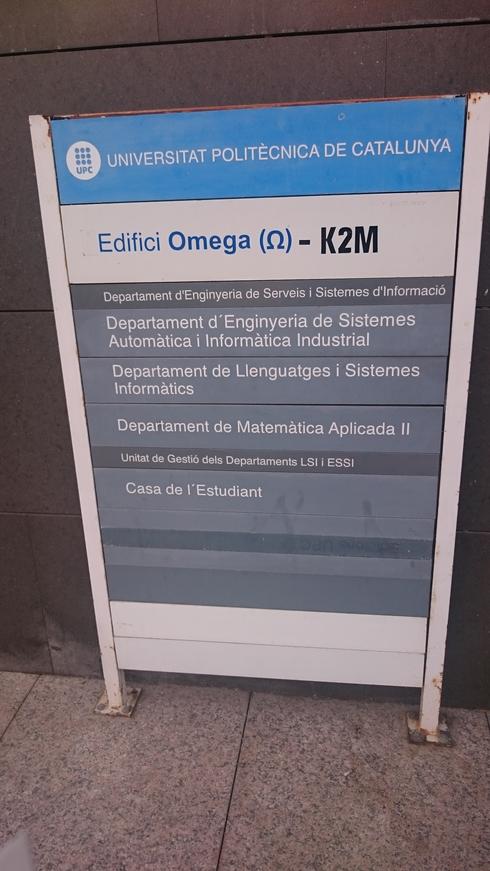 UPC
UNIVERSITAT POLITÈCNICA DE CATALUNYA
Edifici Omega (Ω) - K2M
Departament d'Enginyeria de Serveis i Sistemes d'Informació
Departament d´Enginyeria de Sistemes
Automàtica i Informàtica Industrial
Departament de Llenguatges i Sistemes
Informàtics
Departament de Matemàtica Aplicada II
Unitat de Gestió dels Departaments LSI i ESSI
Casa de l´Estudiant